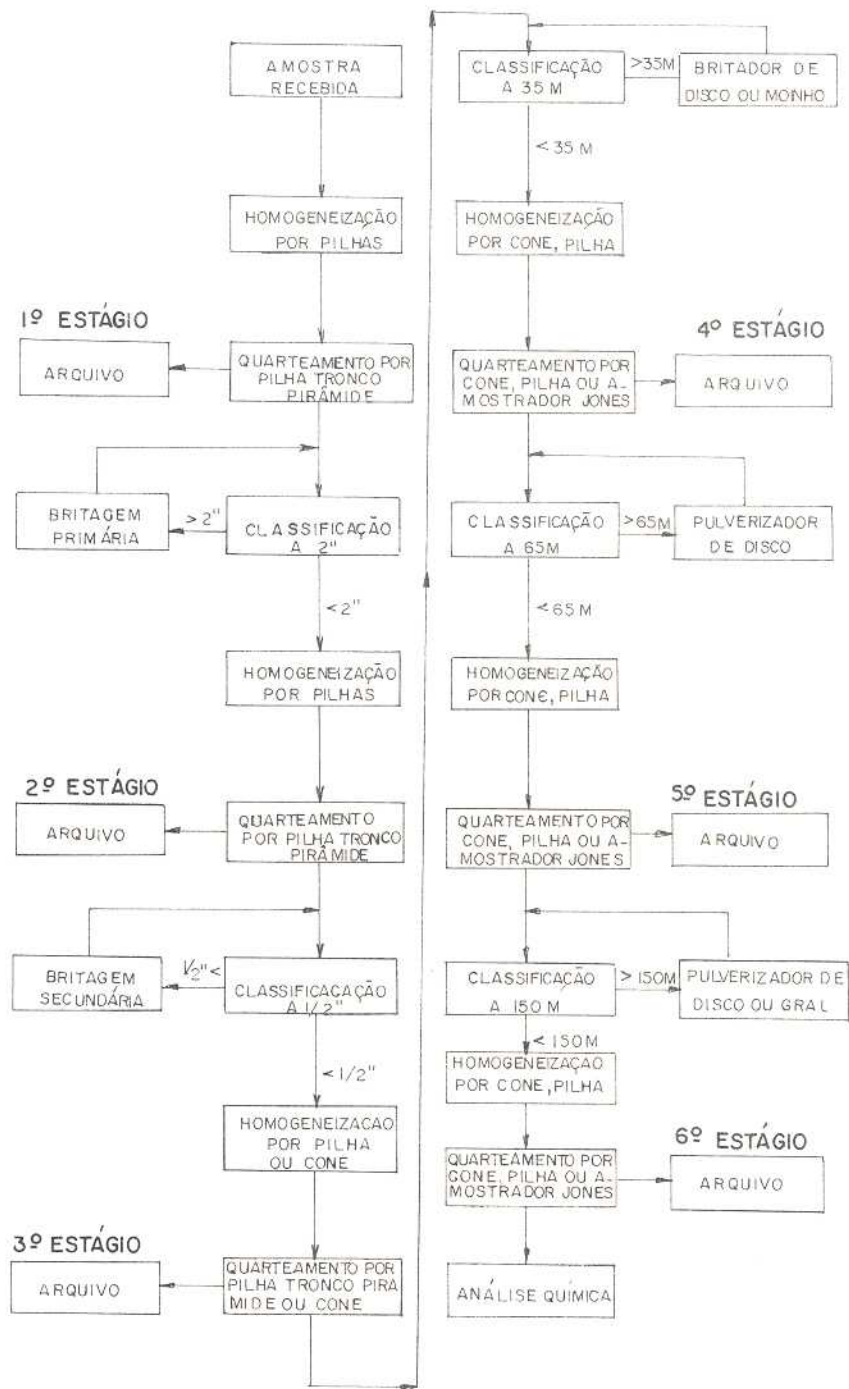 AMOSTRA
RECEBIDA
HOMOGENEIZAÇÃO
POR PILHAS
1º ESTÁGIO
ARQUIVO
QUARTEAMENTO POR
PILHA TRONCO
PIRÂMIDE
BRITAGEM
PRIMÁRIA
>2"
CLASSIFICAÇÃO
A 2"
<2"
HOMOGENEIZAÇÃO
POR PILHAS
2º ESTÁGIO
ARQUIVO
QUARTEAMENTO
POR PILHA TRONCO
PIRÂMIDE
BRITAGEM
SECUNDÁRIA
1/2" <
CLASSIFICACAÇÃO
A 1/2"
<1/2"
HOMOGENEIZACAO
POR PILHA
OU CONE
3º ESTÁGIO
ARQUIVO
QUARTEAMENTO POR
PILHA TRONCO PIRA
MIDE OU CONE
CLASSIFICAÇÃO
A 35 M
>35M
BRITADOR DE
DISCO OU MOINHO
<35 M
HOMOGENEIZAÇÃO
POR CONE, PILHA
4º ESTÁGIO
QUARTEAMENTO POR
CONE, PILHA OU A-
MOSTRADOR JONES
ARQUIVO
CLASSIFICAÇÃO
A 65M
>65M
PULVERIZADOR
DE DISCO
<65 M
HOMOGENEIZAÇÃO
POR CONE, PILHA
5º ESTÁGIO
QUARTEAMENTO POR
CONE, PILHA OU A-
MOSTRADOR JONES
ARQUIVO
CLASSIFICAÇÃO
A 150 M
>150M
PULVERIZADOR DE
DISCO OU GRAL
<150M
HOMOGENEIZAÇÃO
POR CONE, PILHA
6º ESTÁGIO
QUARTEAMENTO POR
CONE, PILHA OU A-
MOSTRADOR JONES
ARQUIVO
ANÁLISE QUÍMICA